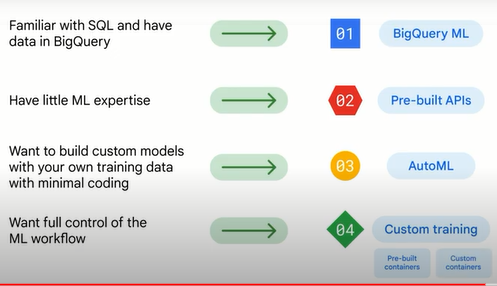 Familiar with SQL and have
data in BigQuery
01
BigQuery ML
Have little ML expertise
02
Pre-built APIs
Want to build custom models
with your own training data
with minimal coding
03
AutoML
Want full control of the
ML workflow
04
Custom training
Pre-built
containers
Custom
containers